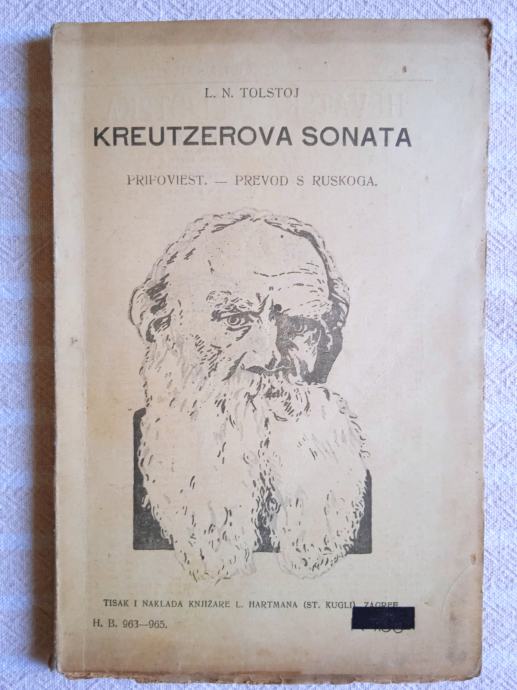 L. N. TOLSTOJ
KREUTZEROVA SONATA
PRIPOVIEST. — PREVOD S RUSKOGA.
TISAK I NAKLADA KNJIŽARE L. HARTMANA (ST. KUGLI), ZAGREB
H. B. 963—965.